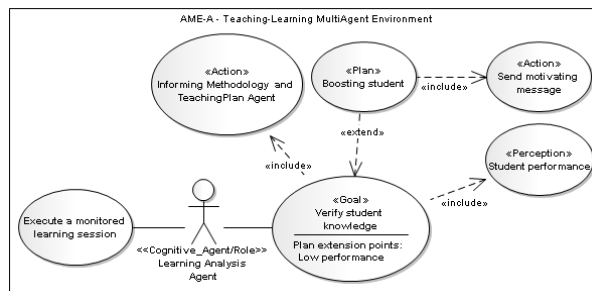 AME-A - Teaching-Learning MultiAgent Environment
«Action»
Informing Methodology and
TeachingPlan Agent
«Plan»
Boosting student
«include»
«Action»
Send motivating
message
«extend»
«include»
«Perception»
Student performance
«include»
Execute a monitored
learning session
<<Cognitive_Agent/Role>>
Learning Analysis
Agent
«Goal»
Verify student
knowledge
Plan extension points:
Low performance